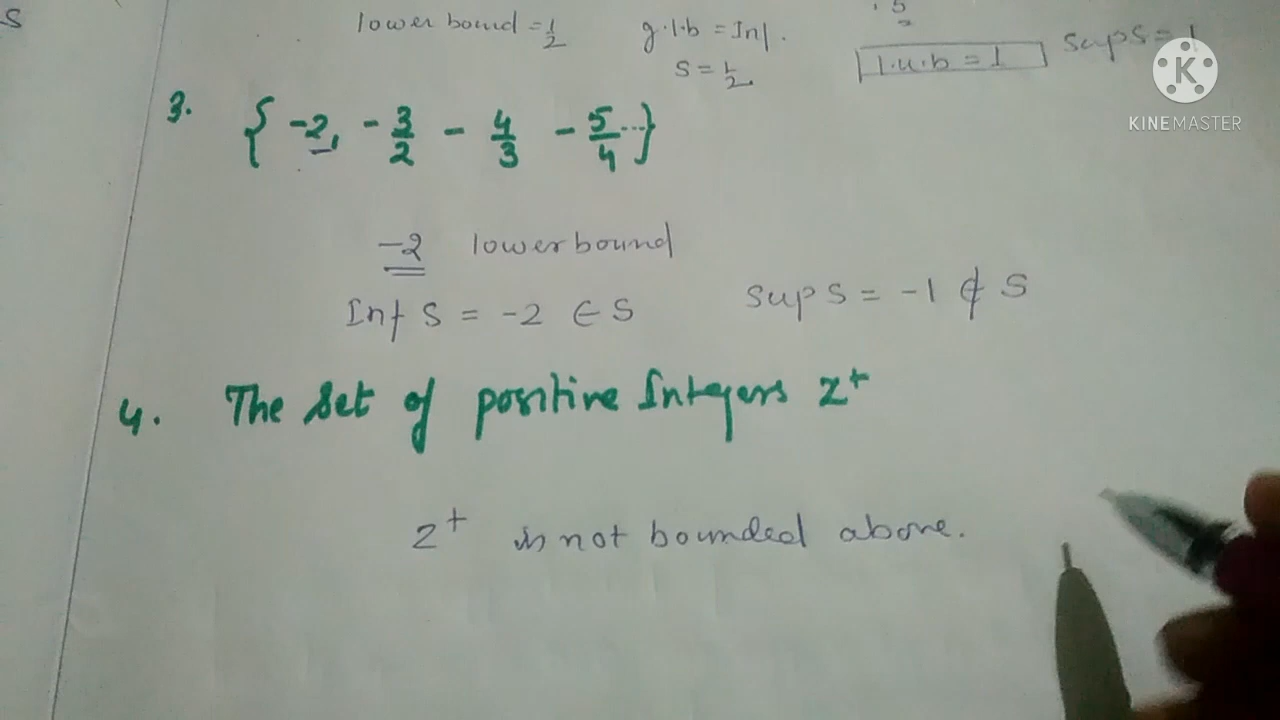 S
lower bound = 1/2 g.l.b = Inf. S = 1/2 l.u.b = 1 Sup S = 1
K
KINEMASTER
3. { -2, -3/2 - 4/3 - 5/4 ... }
-2 lower bound
Inf S = -2 ∈ S Sup S = -1 ∉ S
4. The set of positive Integers Z+
Z+ is not bounded above.